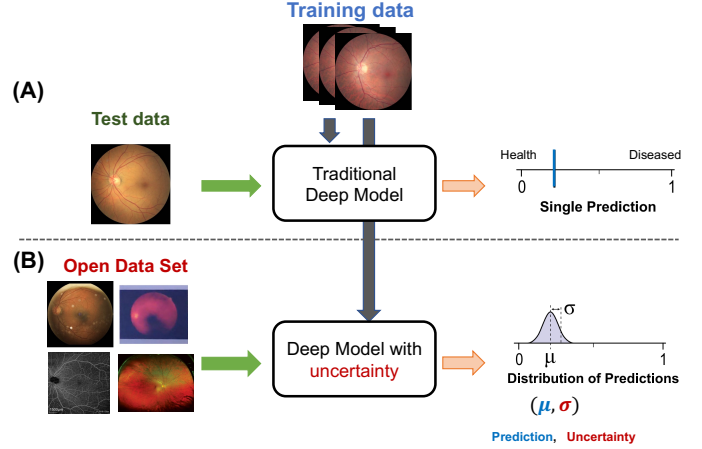 Training data
(A)
Test data
Traditional
Deep Model
Health
Diseased
0
1
Single Prediction
(B)
Open Data Set
Deep Model with
uncertainty
σ
0
μ
1
Distribution of Predictions
(μ, σ)
Prediction, Uncertainty